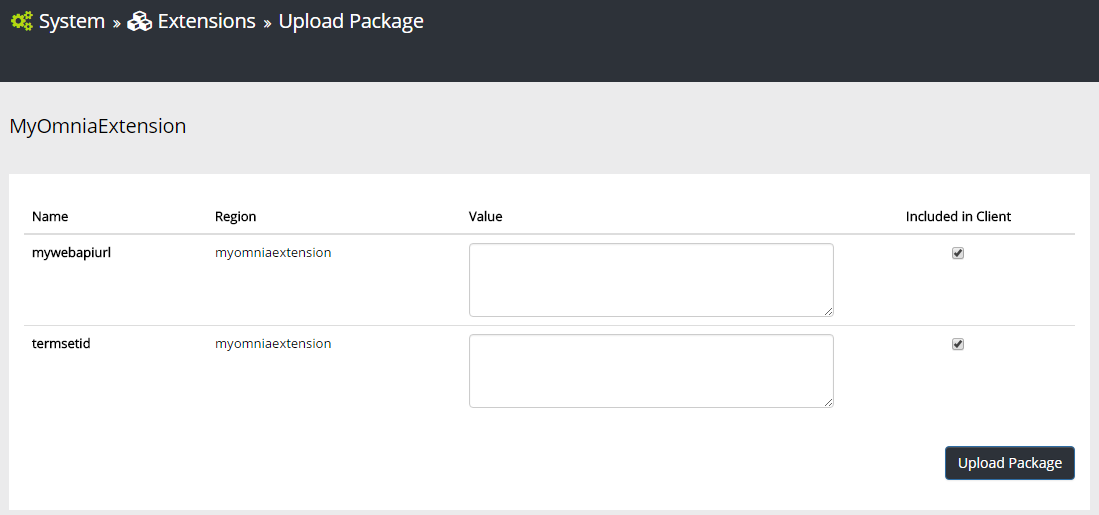 System » Extensions » Upload Package
MyOmniaExtension
Name Region Value Included in Client
mywebapiurl myomniaextension
termsetid myomniaextension
Upload Package